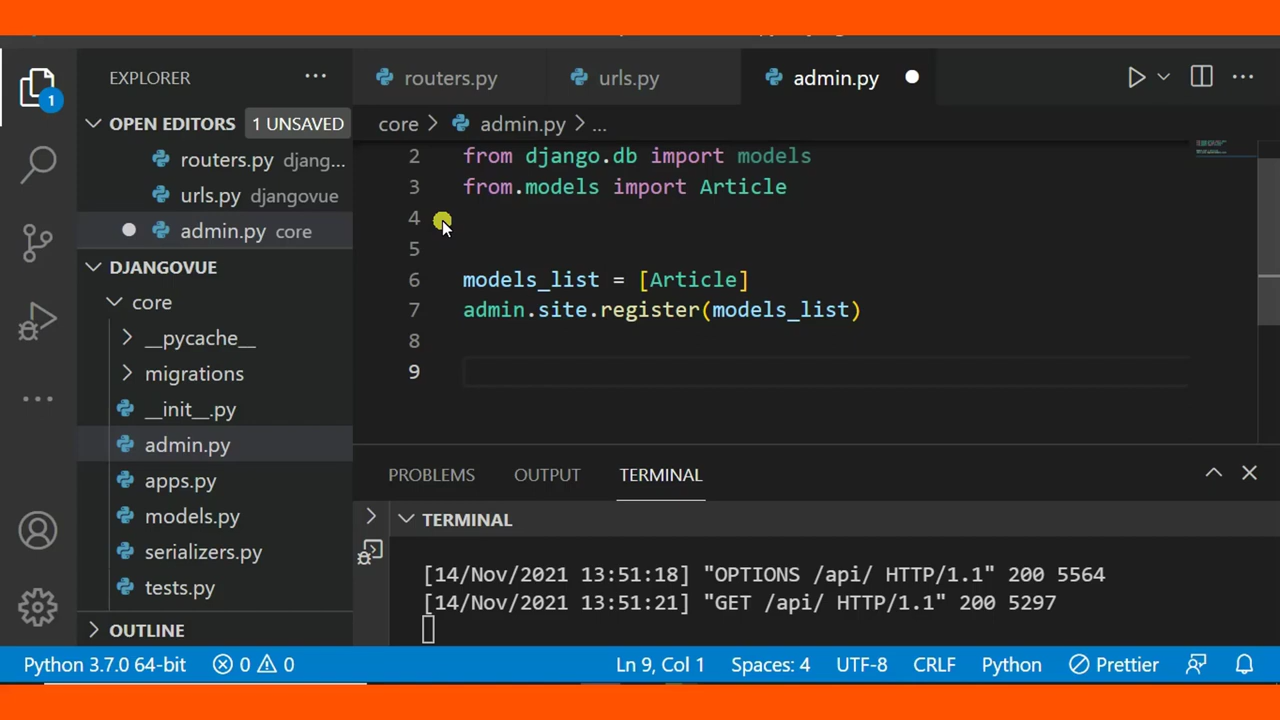 EXPLORER
OPEN EDITORS 1 UNSAVED
routers.py djang...
urls.py djangovue
admin.py core
DJANGOVUE
core
__pycache__
migrations
__init__.py
admin.py
apps.py
models.py
serializers.py
tests.py
OUTLINE
1
routers.py urls.py admin.py
core > admin.py > ...
2 from django.db import models
3 from.models import Article
4
5
6 models_list = [Article]
7 admin.site.register(models_list)
8
9
PROBLEMS OUTPUT TERMINAL
TERMINAL
[14/Nov/2021 13:51:18] "OPTIONS /api/ HTTP/1.1" 200 5564
[14/Nov/2021 13:51:21] "GET /api/ HTTP/1.1" 200 5297
Python 3.7.0 64-bit 0 0 Ln 9, Col 1 Spaces: 4 UTF-8 CRLF Python Prettier